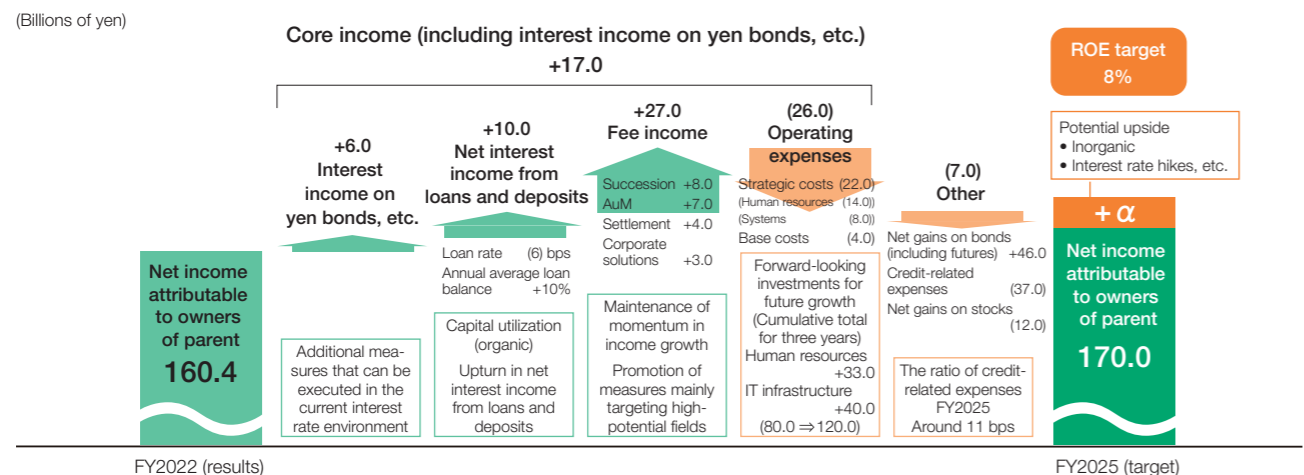 (Billions of yen)
Core income (including interest income on yen bonds, etc.)
+17.0
ROE target
8%
Potential upside
• Inorganic
• Interest rate hikes, etc.
+ α
Net income
attributable
to owners
of parent
160.4
FY2022 (results)
+6.0
Interest
income on
yen bonds, etc.
Additional mea-
sures that can be
executed in the
current interest
rate environment
+10.0
Net interest
income from
loans and deposits
Loan rate (6) bps
Annual average loan
balance +10%
Capital utilization
(organic)
Upturn in net
interest income
from loans and
deposits
+27.0
Fee income
Succession +8.0
AuM +7.0
Settlement +4.0
Corporate
solutions +3.0
Maintenance of
momentum in
income growth
Promotion of
measures mainly
targeting high-
potential fields
(26.0)
Operating
expenses
Strategic costs (22.0)
(Human resources (14.0))
(Systems (8.0))
Base costs (4.0)
Forward-looking
investments for
future growth
(Cumulative total
for three years)
Human resources
+33.0
IT infrastructure
+40.0
(80.0 ⇒120.0)
(7.0)
Other
Net gains on bonds
(including futures) +46.0
Credit-related
expenses (37.0)
Net gains on stocks
(12.0)
The ratio of credit-
related expenses
FY2025
Around 11 bps
Net income
attributable
to owners
of parent
170.0
FY2025 (target)